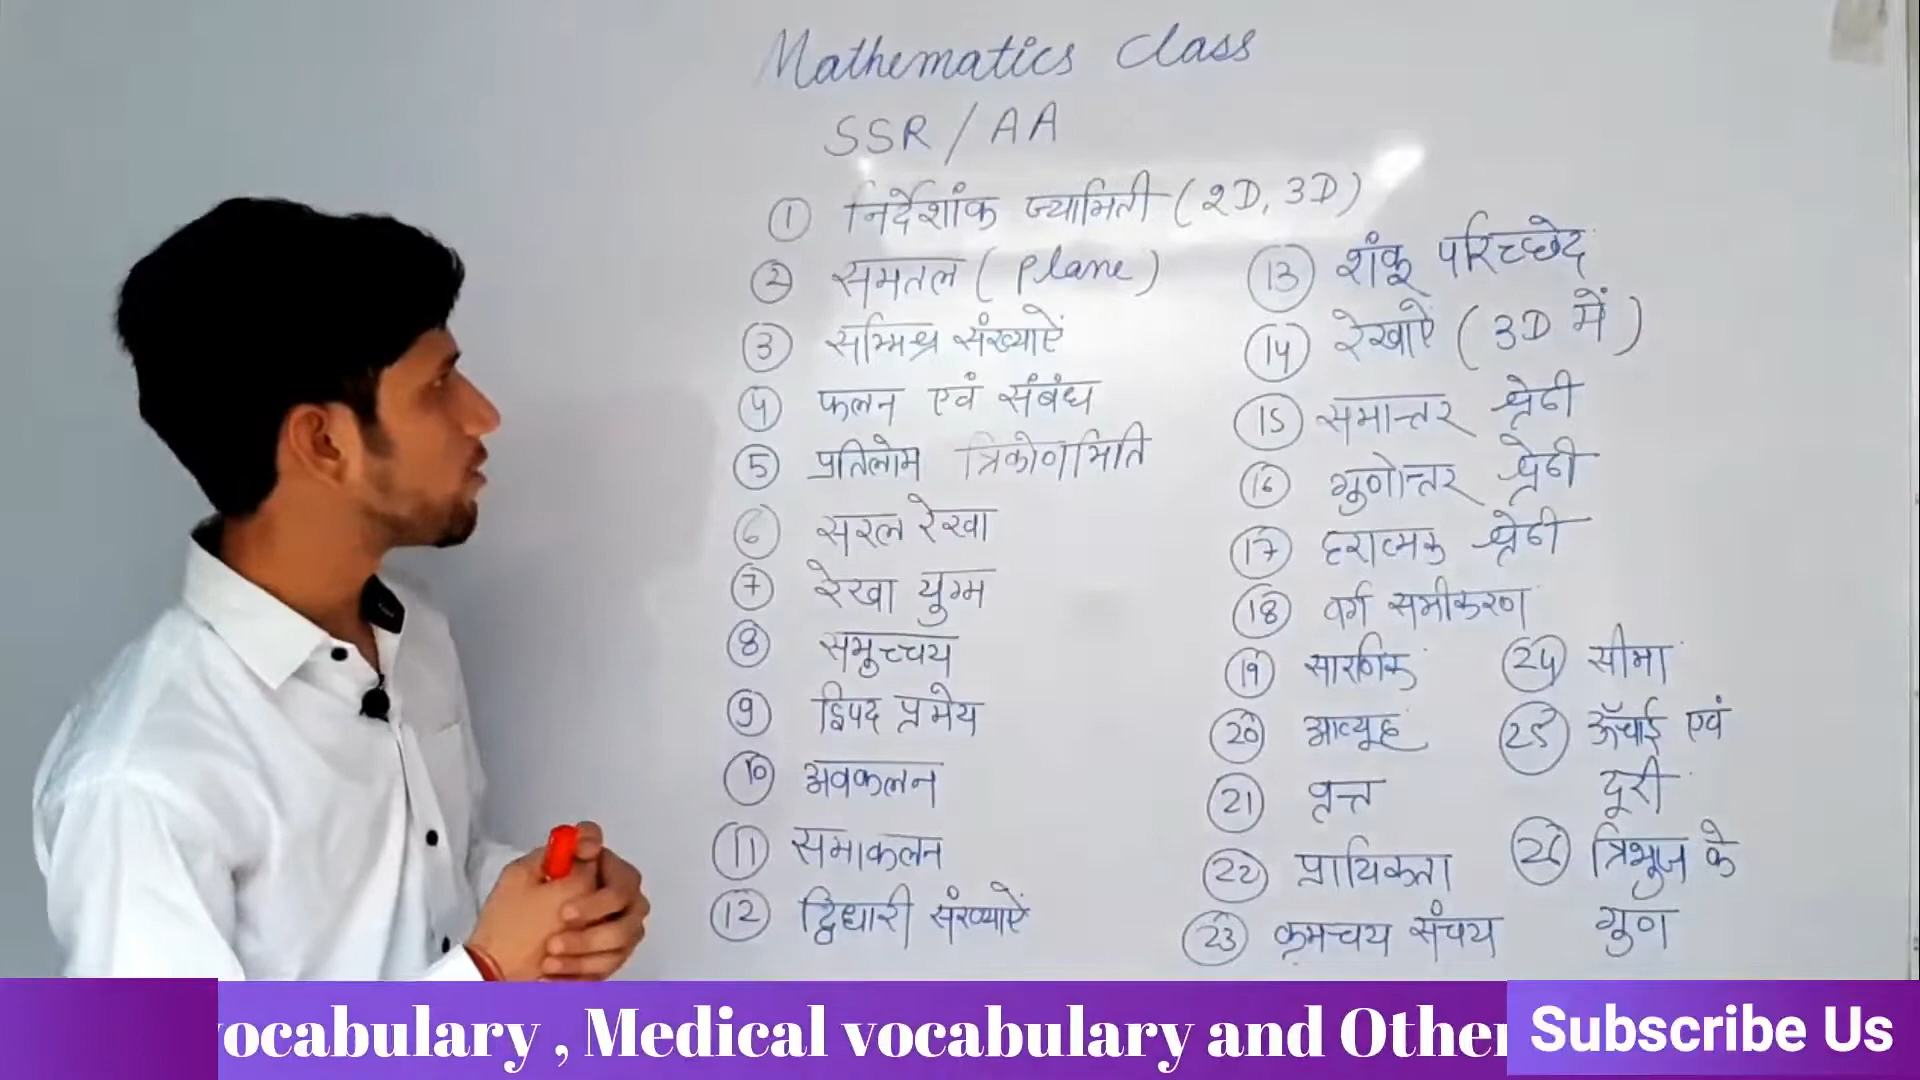 Mathematics Class
SSR / AA
① निर्देशांक ज्यामिती (2D, 3D)
② समतल (Plane)
③ सम्मिश्र संख्याऐं
④ फलन एवं संबंध
⑤ प्रतिलोम त्रिकोणमिति
⑥ सरल रेखा
⑦ रेखा युग्म
⑧ समुच्चय
⑨ द्विपद प्रमेय
⑩ अवकलन
⑪ समाकलन
⑫ द्विधारी संख्याऐं
⑬ शंकू परिच्छेद
⑭ रेखाऐं (3D में)
⑮ समान्तर श्रेढी
⑯ गुणोत्तर श्रेढी
⑰ हरात्मक श्रेढी
⑱ वर्ग समीकरण
⑲ सारणिक
⑳ आव्यूह
㉑ वृत्त
㉒ प्रायिकता
㉓ क्रमचय संचय
㉔ सीमा
㉕ ऊँचाई एवं
दूरी
㉖ त्रिभुज के
गुण
vocabulary , Medical vocabulary and Other
Subscribe Us